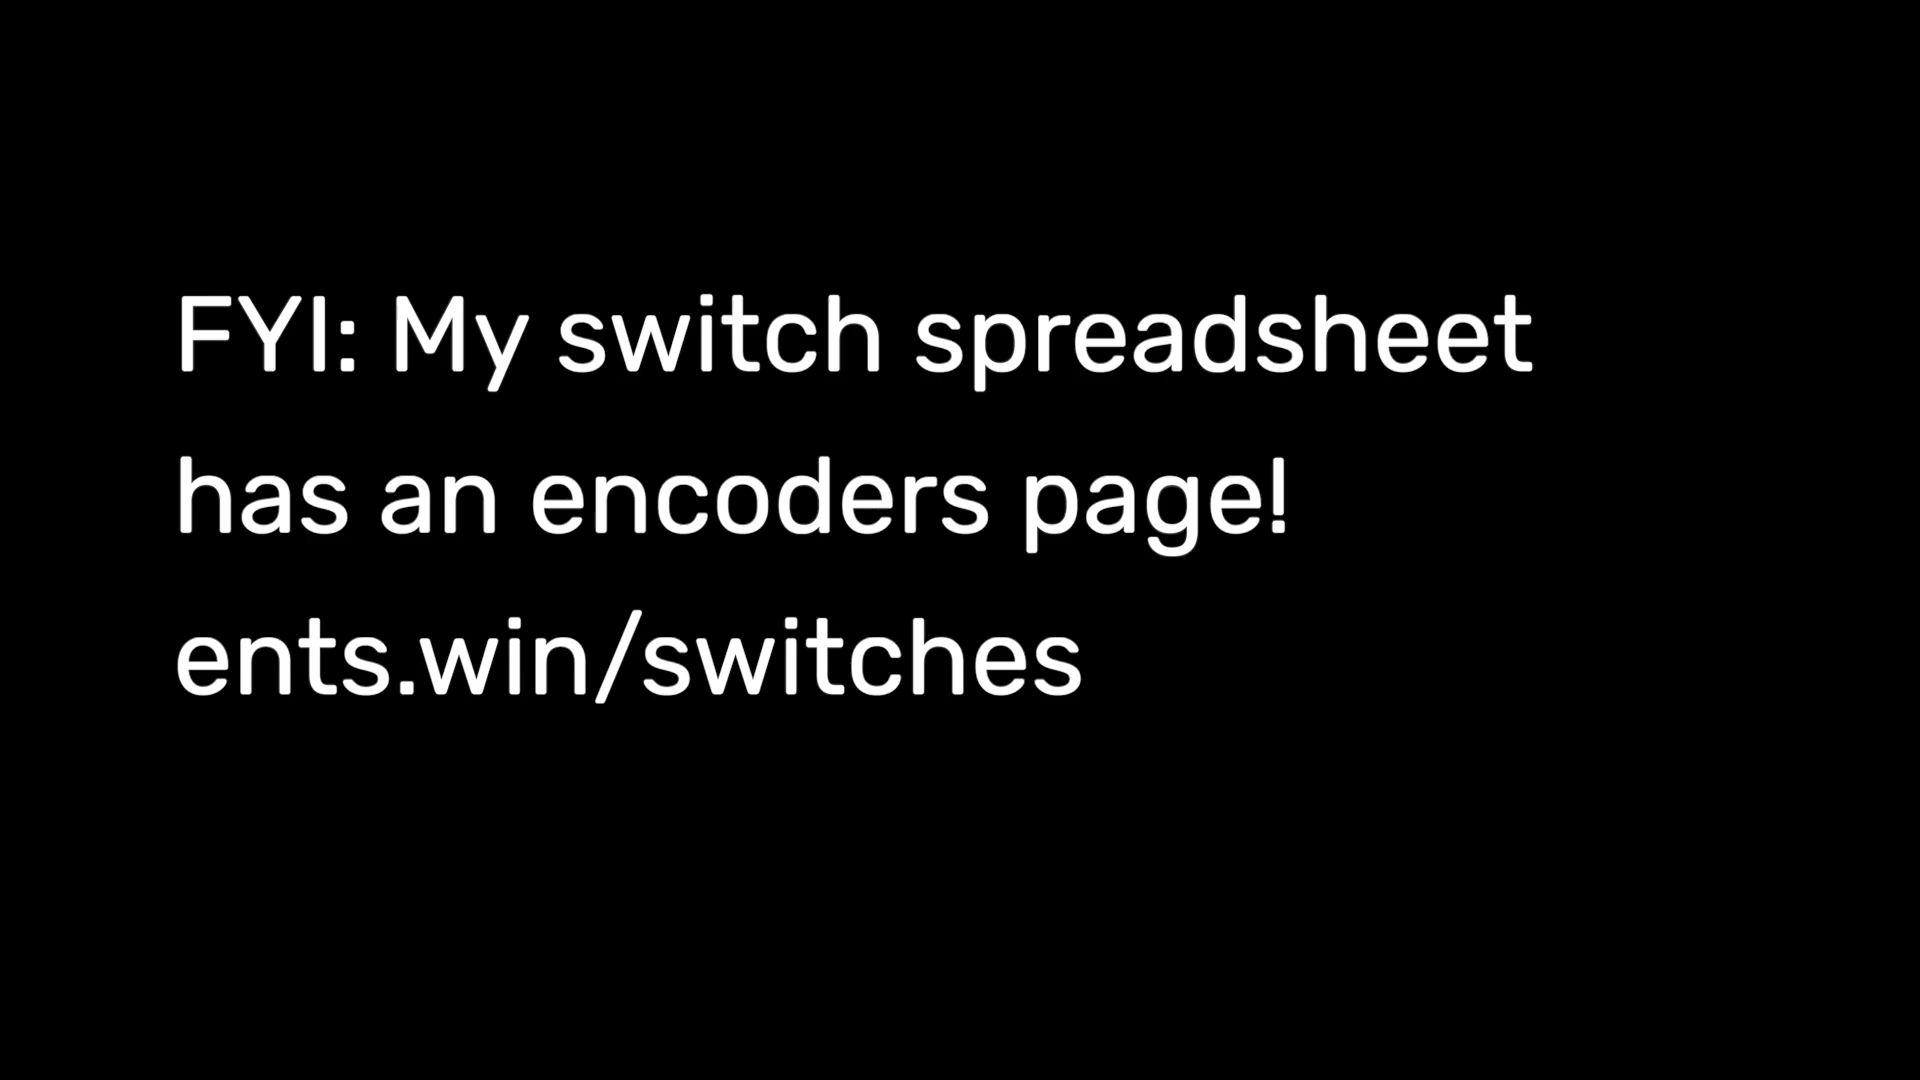 FYI: My switch spreadsheet
has an encoders page!
ents.win/switches